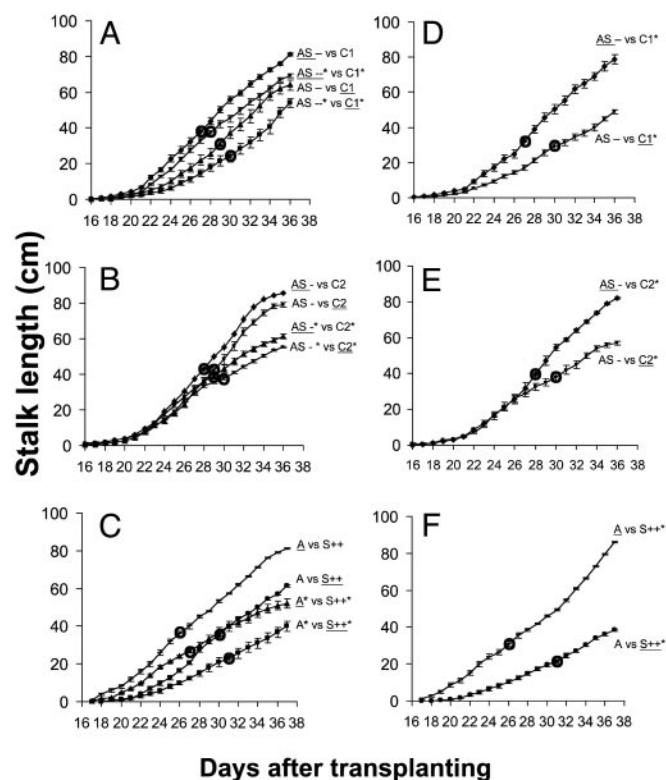 Stalk length (cm)
A
100
80
60
40
20
0
AS – vs C1
AS --* vs C1*
AS – vs C1
AS --* vs C1*
16 18 20 22 24 26 28 30 32 34 36 38
D
100
80
60
40
20
0
AS – vs C1*
AS – vs C1*
16 18 20 22 24 26 28 30 32 34 36 38
B
100
80
60
40
20
0
AS - vs C2
AS - vs C2
AS -* vs C2*
AS - * vs C2*
16 18 20 22 24 26 28 30 32 34 36 38
E
100
80
60
40
20
0
AS - vs C2*
AS - vs C2*
16 18 20 22 24 26 28 30 32 34 36 38
C
100
80
60
40
20
0
A vs S++
A vs S++
A* vs S++*
A* vs S++*
16 18 20 22 24 26 28 30 32 34 36 38
F
100
80
60
40
20
0
A vs S++*
A vs S++*
16 18 20 22 24 26 28 30 32 34 36 38
Days after transplanting